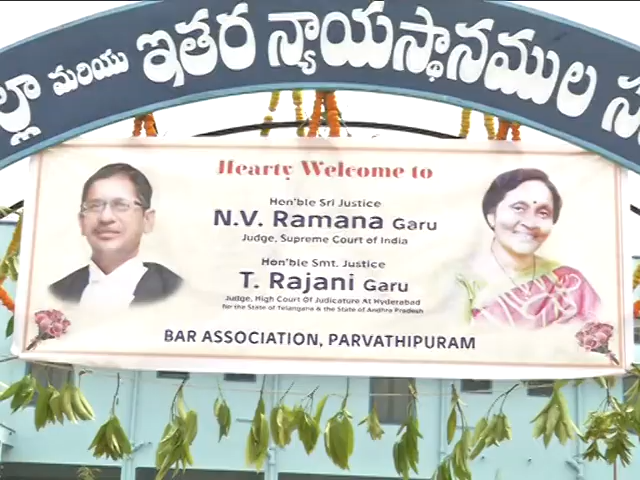 ల్లా మరియు ఇతర న్యాయస్థానముల స
Hearty Welcome to
Hon'ble Sri Justice
N.V. Ramana Garu
Judge, Supreme Court of India
Hon'ble Smt. Justice
T. Rajani Garu
Judge, High Court Of Judicature At Hyderabad
for the State of Telangana & the State of Andhra Pradesh
BAR ASSOCIATION, PARVATHIPURAM